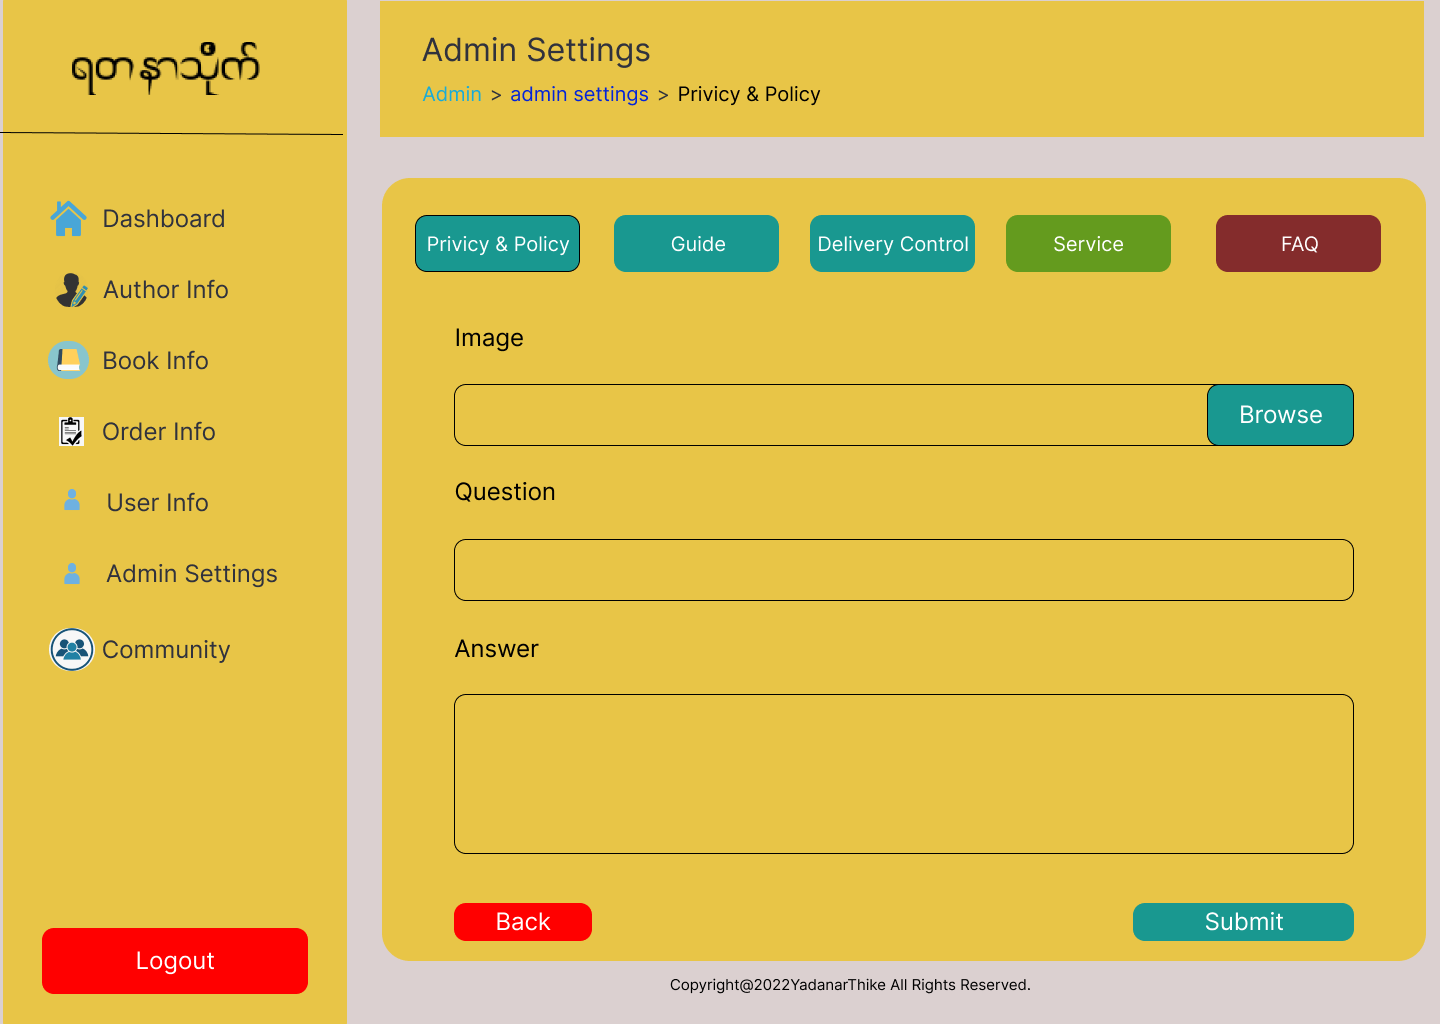 ရတနာသိုက်
Dashboard
Author Info
Book Info
Order Info
User Info
Admin Settings
Community
Logout
Admin Settings
Admin > admin settings > Privicy & Policy
Privicy & Policy Guide Delivery Control Service FAQ
Image
Browse
Question
Answer
Back Submit
Copyright@2022YadanarThike All Rights Reserved.